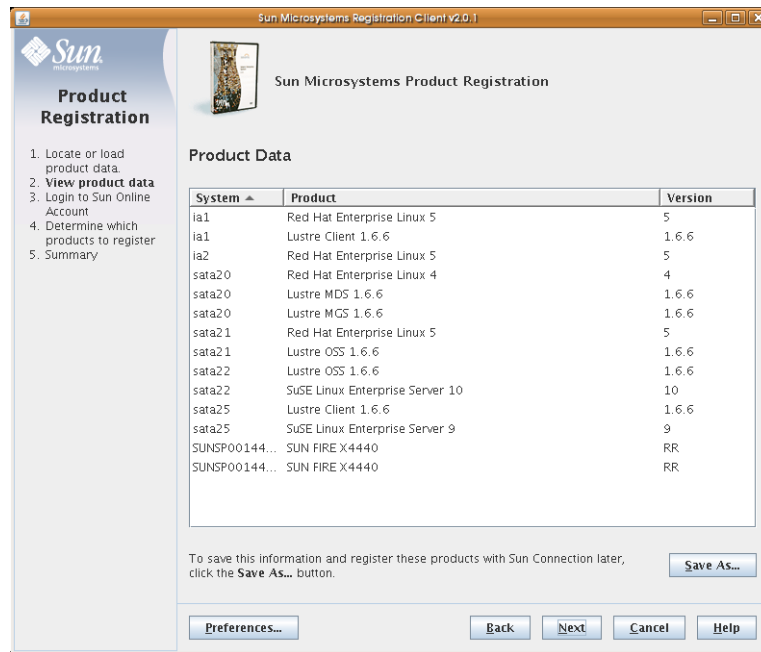 Sun Microsystems Registration Client v2.0.1
Sun
microsystems
Product
Registration
1. Locate or load
product data.
2. View product data
3. Login to Sun Online
Account
4. Determine which
products to register
5. Summary
Sun Microsystems Product Registration
Product Data
System Product Version
ia1 Red Hat Enterprise Linux 5 5
ia1 Lustre Client 1.6.6 1.6.6
ia2 Red Hat Enterprise Linux 5 5
sata20 Red Hat Enterprise Linux 4 4
sata20 Lustre MDS 1.6.6 1.6.6
sata20 Lustre MGS 1.6.6 1.6.6
sata21 Red Hat Enterprise Linux 5 5
sata21 Lustre OSS 1.6.6 1.6.6
sata22 Lustre OSS 1.6.6 1.6.6
sata22 SuSE Linux Enterprise Server 10 10
sata25 Lustre Client 1.6.6 1.6.6
sata25 SuSE Linux Enterprise Server 9 9
SUNSP00144... SUN FIRE X4440 RR
SUNSP00144... SUN FIRE X4440 RR
To save this information and register these products with Sun Connection later,
click the Save As... button.
Save As...
Preferences... Back Next Cancel Help